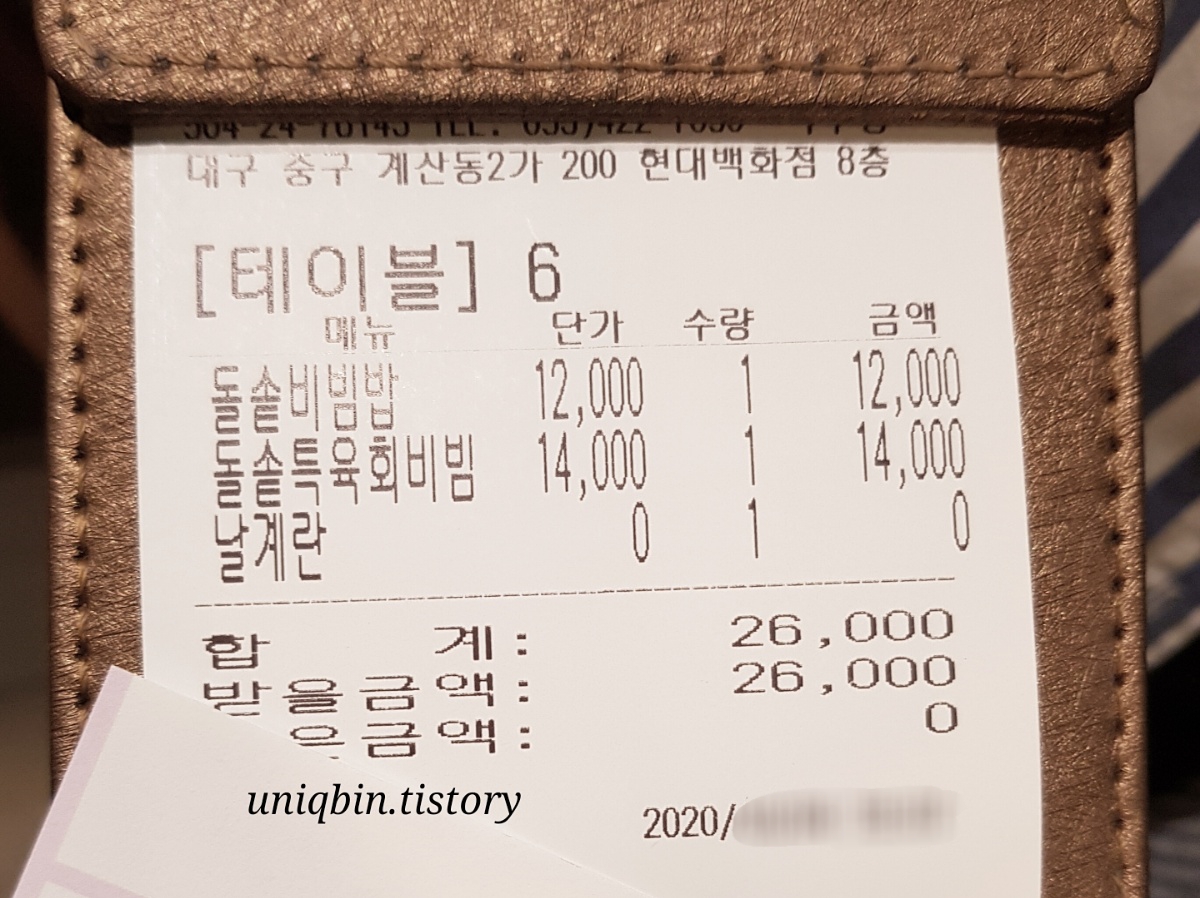 대구 중구 계산동2가 200 현대백화점 8층
[테이블] 6
메뉴 단가 수량 금액
돌솥비빔밥 12,000 1 12,000
돌솥특육회비빔 14,000 1 14,000
날계란 0 1 0
합 계 : 26,000
받을금액 : 26,000
은금액 : 0
uniqbin.tistory
2020/